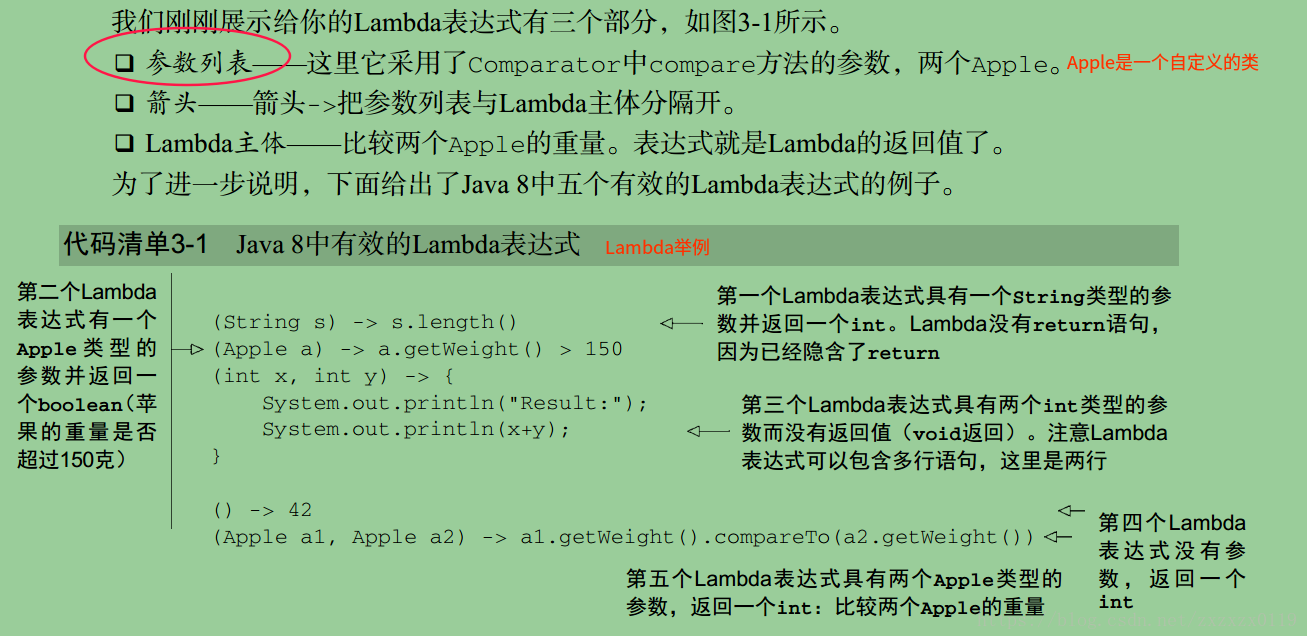 我们刚刚展示给你的Lambda表达式有三个部分，如图3-1所示。
❑ 参数列表——这里它采用了Comparator中compare方法的参数，两个Apple。Apple是一个自定义的类
❑ 箭头——箭头->把参数列表与Lambda主体分隔开。
❑ Lambda主体——比较两个Apple的重量。表达式就是Lambda的返回值了。
为了进一步说明，下面给出了Java 8中五个有效的Lambda表达式的例子。
代码清单3-1 Java 8中有效的Lambda表达式 Lambda举例
第二个Lambda
表达式有一个
Apple类型的
参数并返回一
个boolean（苹
果的重量是否
超过150克）
(String s) -> s.length()
(Apple a) -> a.getWeight() > 150
(int x, int y) -> {
System.out.println("Result:");
System.out.println(x+y);
}
() -> 42
(Apple a1, Apple a2) -> a1.getWeight().compareTo(a2.getWeight())
第一个Lambda表达式具有一个String类型的参
数并返回一个int。Lambda没有return语句，
因为已经隐含了return
第三个Lambda表达式具有两个int类型的参
数而没有返回值（void返回）。注意Lambda
表达式可以包含多行语句，这里是两行
第四个Lambda
表达式没有参
数，返回一个
int
第五个Lambda表达式具有两个Apple类型的
参数，返回一个int：比较两个Apple的重量